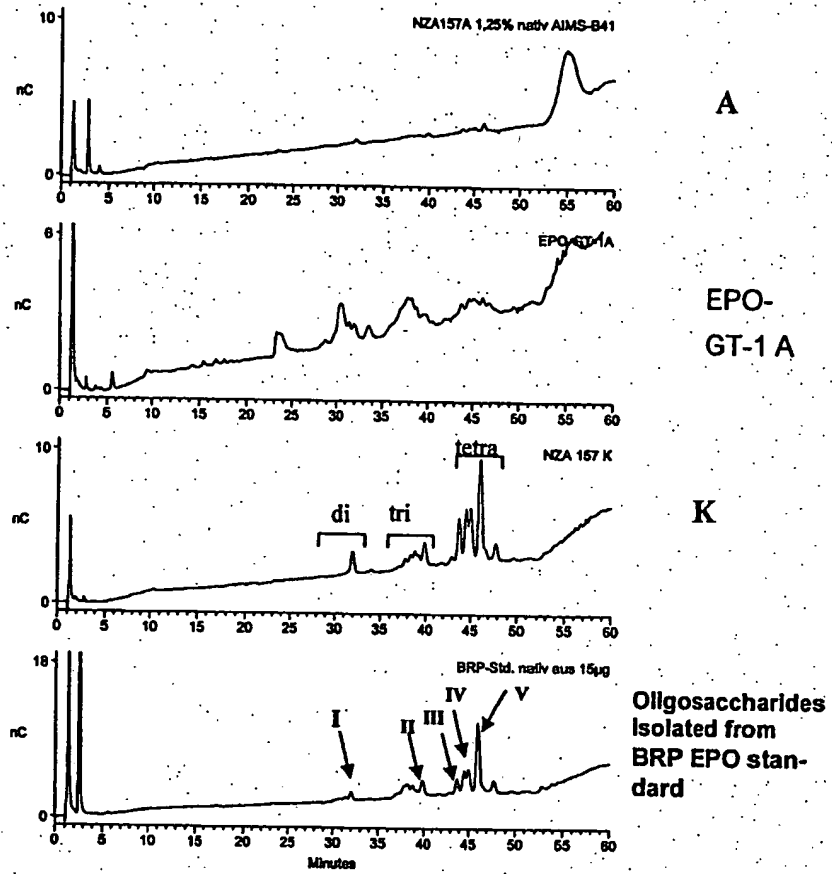 10
NZA157A 1,25% nativ AIMS-B41
nC
0
A
0 5 10 15 20 25 30 35 40 45 50 55 60
6
EPO-GT-1A
nC
0
EPO-
GT-1 A
0 5 10 15 20 25 30 35 40 45 50 55 60
10
tetra
NZA 157 K
nC
di
tri
0
K
0 5 10 15 20 25 30 35 40 45 50 55 60
18
BRP-Std. nativ aus 15µg
nC
I
II
III
IV
V
0
Oligosaccharides
Isolated from
BRP EPO stan-
dard
0 5 10 15 20 25 30 35 40 45 50 55 60
Minutes